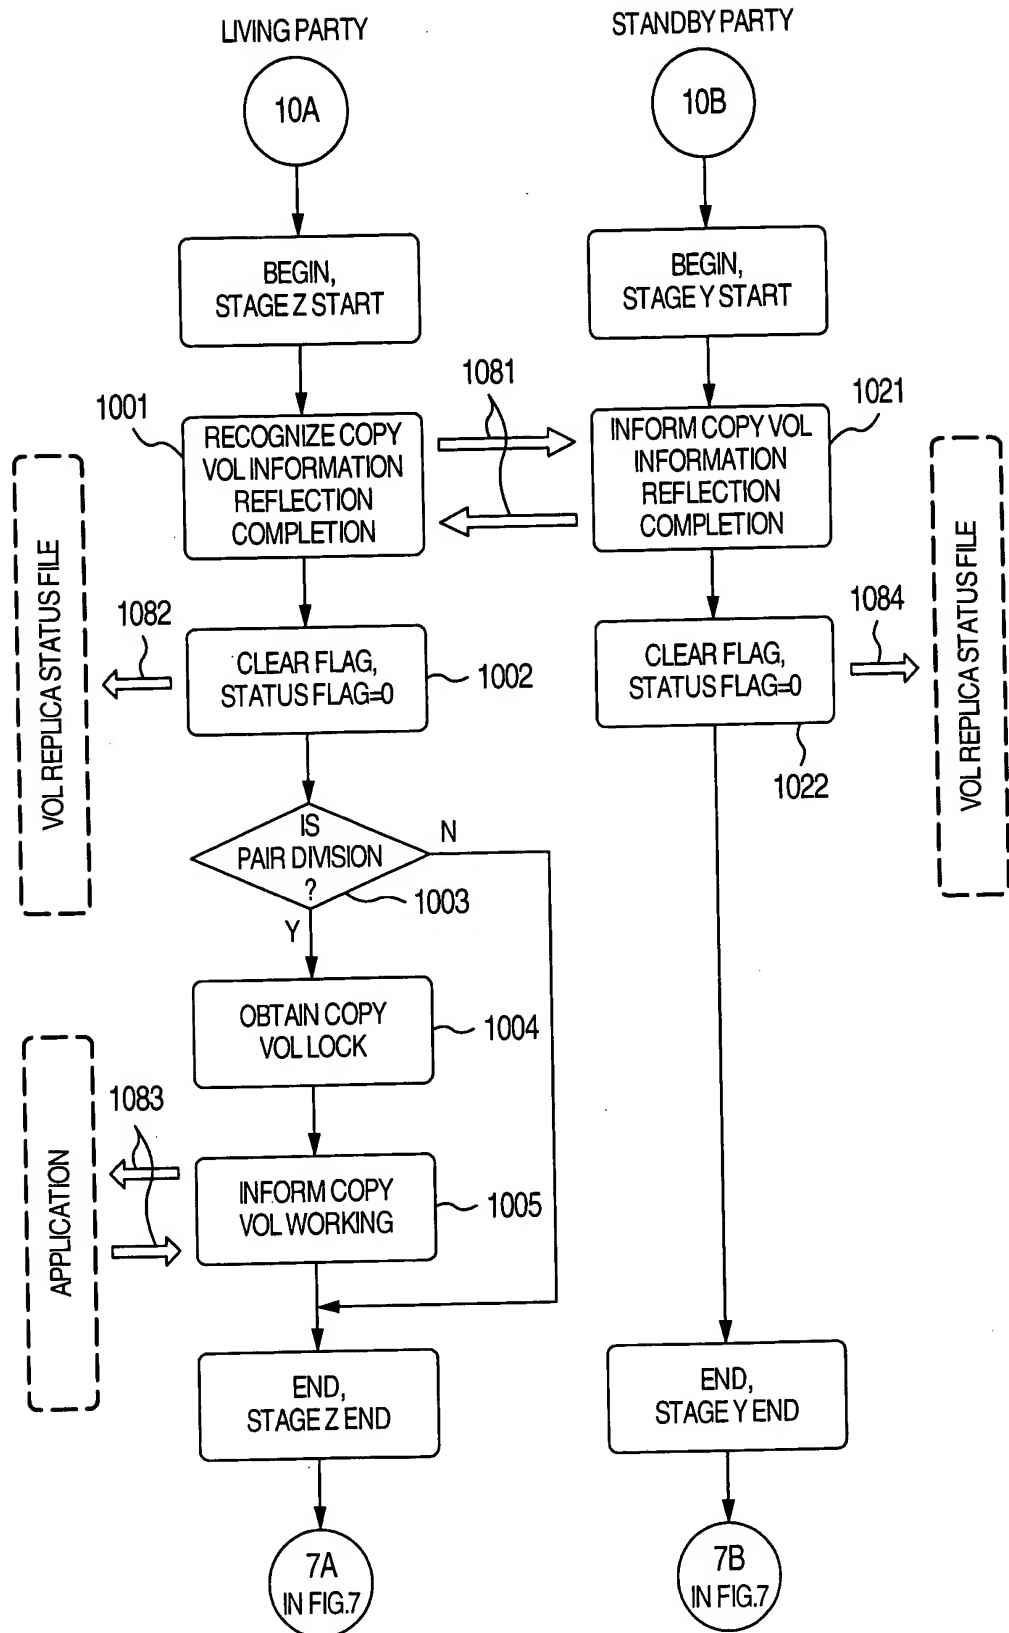 LIVING PARTY
STANDBY PARTY
10A
10B
BEGIN,
STAGE Z START
BEGIN,
STAGE Y START
1081
1001
RECOGNIZE COPY
VOL INFORMATION
REFLECTION
COMPLETION
1021
INFORM COPY VOL
INFORMATION
REFLECTION
COMPLETION
VOL REPLICA STATUS FILE
1082
CLEAR FLAG,
STATUS FLAG=0
1002
1084
CLEAR FLAG,
STATUS FLAG=0
1022
VOL REPLICA STATUS FILE
IS
PAIR DIVISION
?
N
1003
Y
OBTAIN COPY
VOL LOCK
1004
1083
APPLICATION
INFORM COPY
VOL WORKING
1005
END,
STAGE Z END
END,
STAGE Y END
7A
IN FIG.7
7B
IN FIG.7